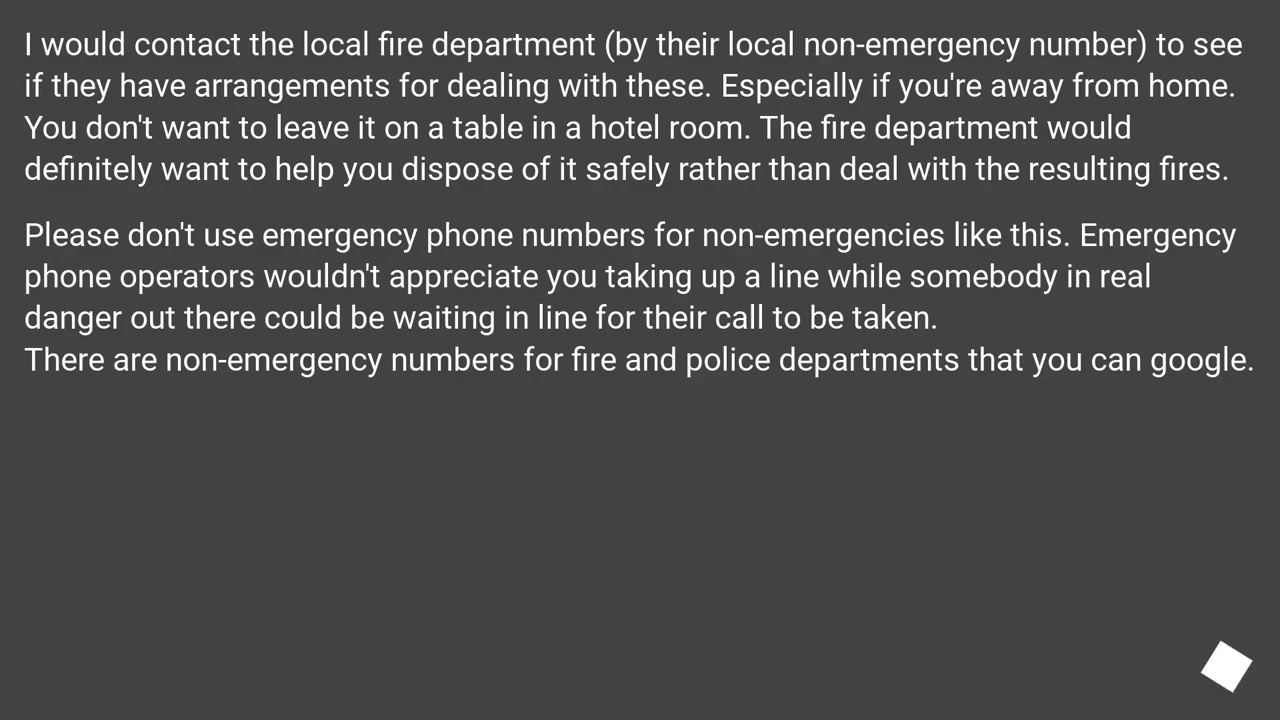 I would contact the local fire department (by their local non-emergency number) to see
if they have arrangements for dealing with these. Especially if you're away from home.
You don't want to leave it on a table in a hotel room. The fire department would
definitely want to help you dispose of it safely rather than deal with the resulting fires.
Please don't use emergency phone numbers for non-emergencies like this. Emergency
phone operators wouldn't appreciate you taking up a line while somebody in real
danger out there could be waiting in line for their call to be taken.
There are non-emergency numbers for fire and police departments that you can google.